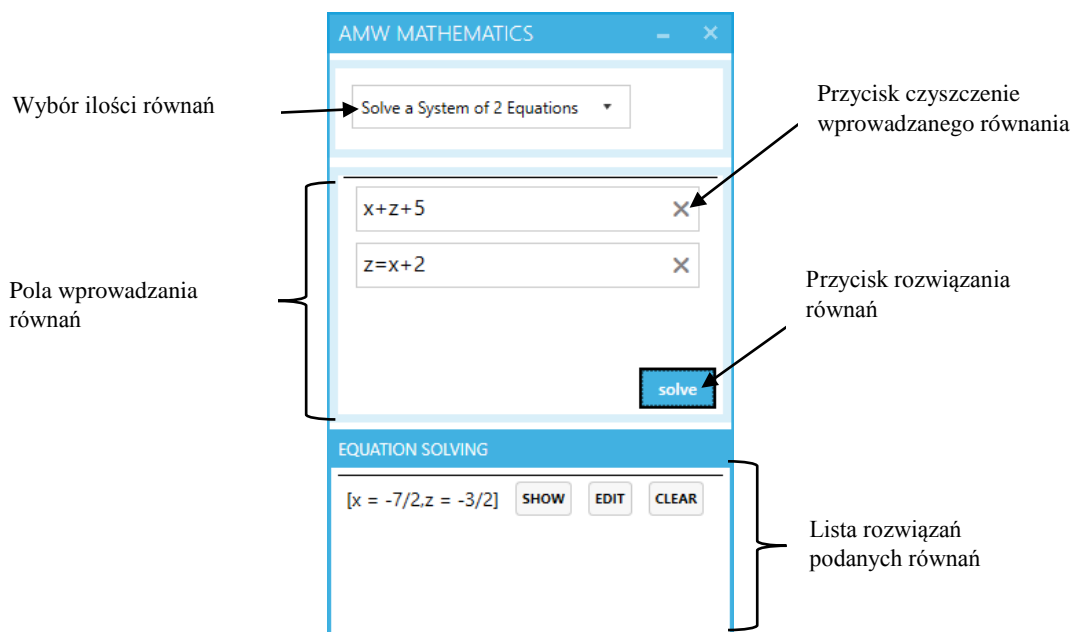 AMW MATHEMATICS
Wybór ilości równań
Solve a System of 2 Equations
Przycisk czyszczenie
wprowadzanego równania
x+z+5
z=x+2
Pola wprowadzania
równań
Przycisk rozwiązania
równań
solve
EQUATION SOLVING
[x = -7/2,z = -3/2] SHOW EDIT CLEAR
Lista rozwiązań
podanych równań